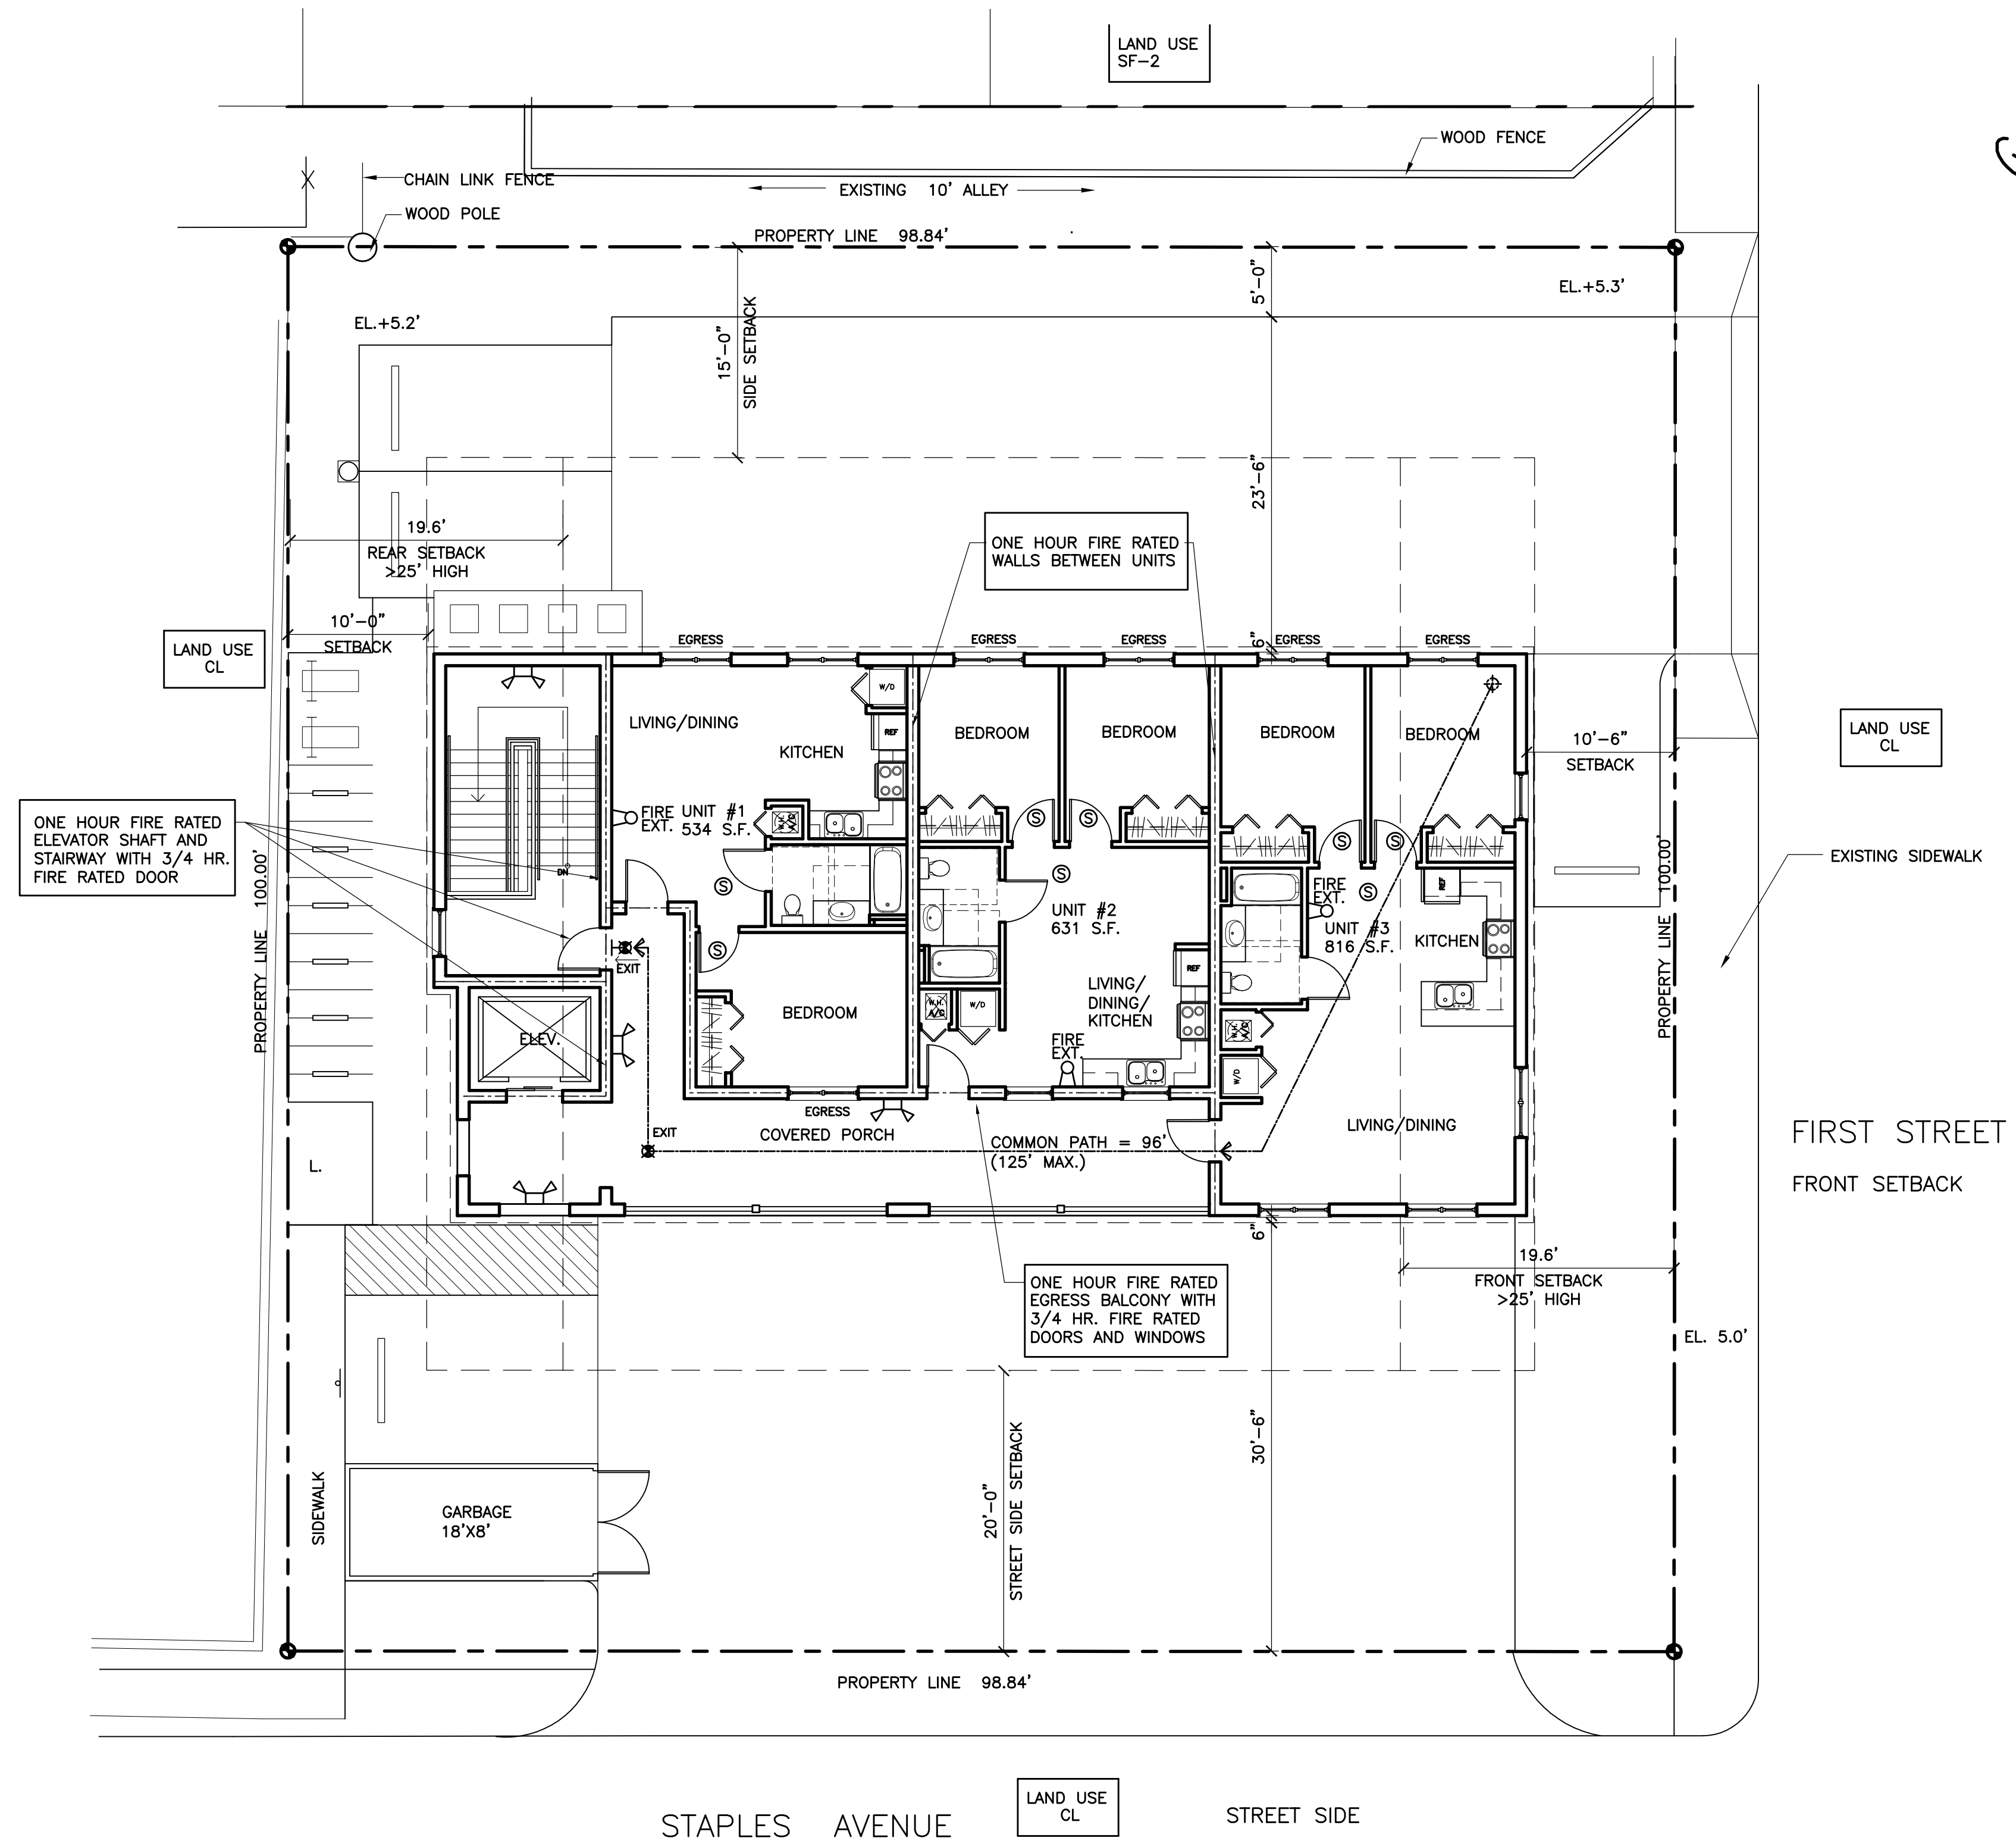 LAND USE
SF-2
WOOD FENCE
CHAIN LINK FENCE
EXISTING 10' ALLEY
WOOD POLE
PROPERTY LINE 98.84'
EL.+5.2'
EL.+5.3'
5'-0"
15'-0"
SIDE SETBACK
23'-6"
19.6'
REAR SETBACK
>25' HIGH
ONE HOUR FIRE RATED
WALLS BETWEEN UNITS
10'-0"
SETBACK
LAND USE
CL
EGRESS
EGRESS
EGRESS
EGRESS
EGRESS
6"
W/D
LIVING/DINING
KITCHEN
REF
BEDROOM
BEDROOM
BEDROOM
BEDROOM
10'-6"
SETBACK
LAND USE
CL
ONE HOUR FIRE RATED
ELEVATOR SHAFT AND
STAIRWAY WITH 3/4 HR.
FIRE RATED DOOR
FIRE
EXT.
UNIT #1
534 S.F.
W.H.
A/C
S
S
S
S
DN
S
S
S
S
PROPERTY LINE 100.00'
PROPERTY LINE 100.00'
EXISTING SIDEWALK
UNIT #2
631 S.F.
FIRE
EXT.
UNIT #3
816 S.F.
REF
KITCHEN
EXIT
REF
LIVING/
DINING/
KITCHEN
W.H.
A/C
W/D
BEDROOM
ELEV.
FIRE
EXT.
W.H.
A/C
W/D
EGRESS
COVERED PORCH
EXIT
COMMON PATH = 96'
(125' MAX.)
LIVING/DINING
FIRST STREET
FRONT SETBACK
L.
6"
19.6'
FRONT SETBACK
>25' HIGH
ONE HOUR FIRE RATED
EGRESS BALCONY WITH
3/4 HR. FIRE RATED
DOORS AND WINDOWS
EL. 5.0'
30'-6"
20'-0"
STREET SIDE SETBACK
SIDEWALK
GARBAGE
18'X8'
PROPERTY LINE 98.84'
LAND USE
CL
STAPLES AVENUE
STREET SIDE